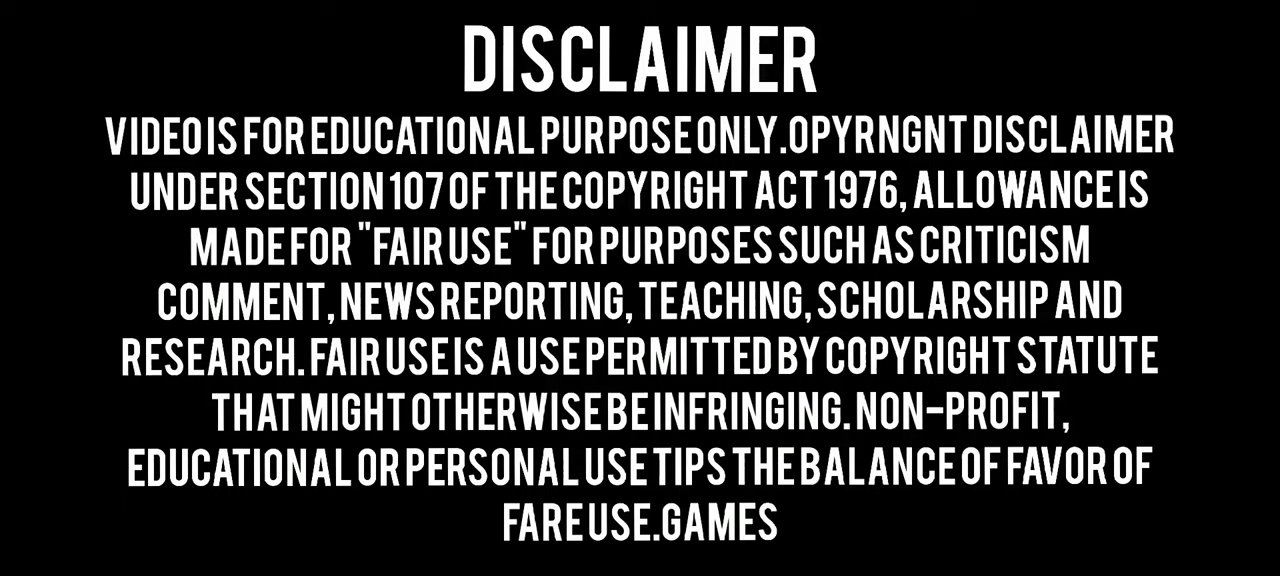 DISCLAIMER
VIDEO IS FOR EDUCATIONAL PURPOSE ONLY.OPYRNGNT DISCLAIMER
UNDER SECTION 107 OF THE COPYRIGHT ACT 1976, ALLOWANCE IS
MADE FOR "FAIR USE" FOR PURPOSES SUCH AS CRITICISM
COMMENT, NEWS REPORTING, TEACHING, SCHOLARSHIP AND
RESEARCH. FAIR USE IS A USE PERMITTED BY COPYRIGHT STATUTE
THAT MIGHT OTHERWISE BE INFRINGING. NON-PROFIT,
EDUCATIONAL OR PERSONAL USE TIPS THE BALANCE OF FAVOR OF
FARE USE.GAMES